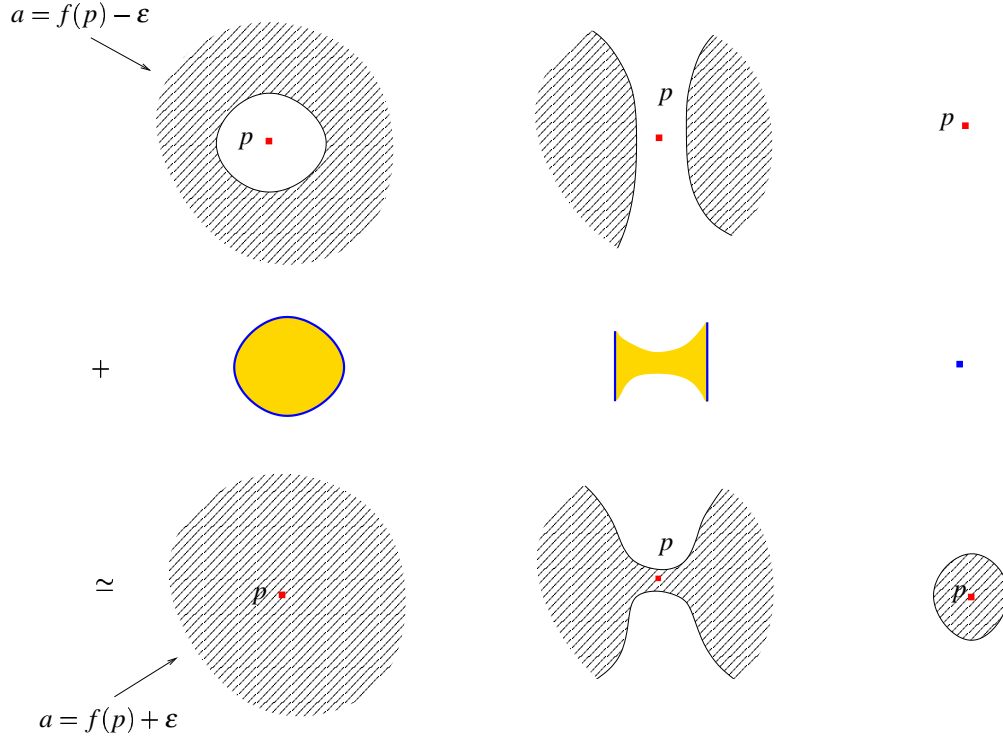 a = f(p) − ε
p
p
p
+
≃
p
p
p
a = f(p) + ε